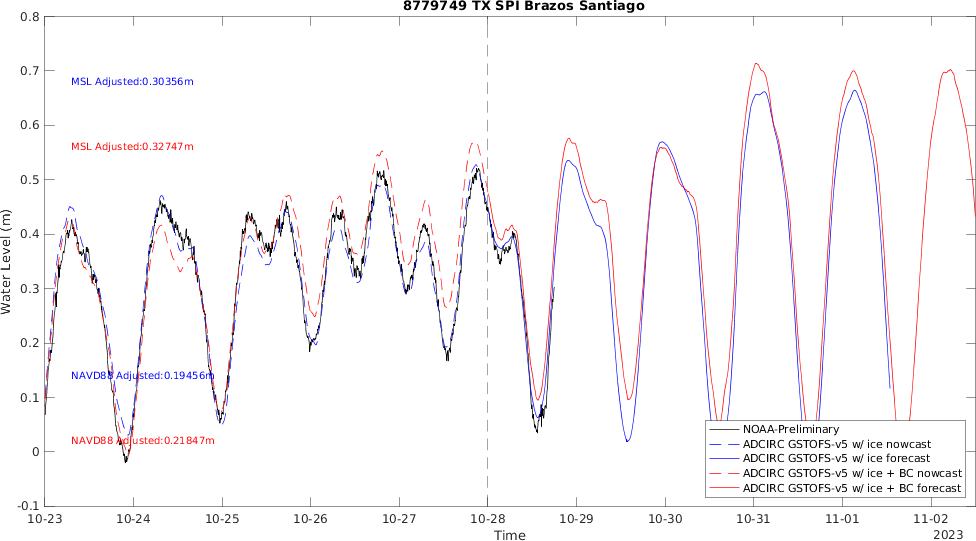 8779749 TX SPI Brazos Santiago
0.8
0.7
0.6
0.5
0.4
0.3
0.2
0.1
0
-0.1
Water Level (m)
MSL Adjusted:0.30356m
MSL Adjusted:0.32747m
NAVD88 Adjusted:0.19456m
NAVD88 Adjusted:0.21847m
NOAA-Preliminary
ADCIRC GSTOFS-v5 w/ ice nowcast
ADCIRC GSTOFS-v5 w/ ice forecast
ADCIRC GSTOFS-v5 w/ ice + BC nowcast
ADCIRC GSTOFS-v5 w/ ice + BC forecast
10-23 10-24 10-25 10-26 10-27 10-28 10-29 10-30 10-31 11-01 11-02
Time
2023